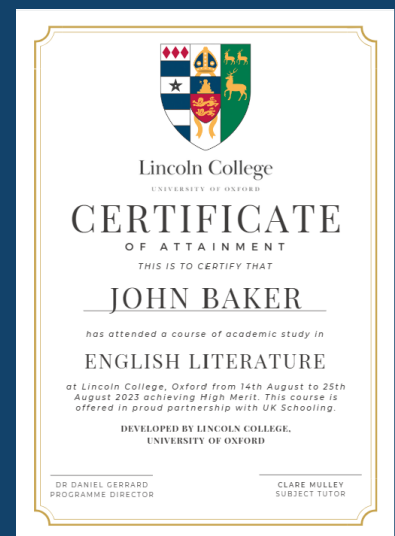 Lincoln College
UNIVERSITY OF OXFORD
CERTIFICATE
OF ATTAINMENT
THIS IS TO CERTIFY THAT
JOHN BAKER
has attended a course of academic study in
ENGLISH LITERATURE
at Lincoln College, Oxford from 14th August to 25th
August 2023 achieving High Merit. This course is
offered in proud partnership with UK Schooling.
DEVELOPED BY LINCOLN COLLEGE,
UNIVERSITY OF OXFORD
DR DANIEL GERRARD
PROGRAMME DIRECTOR
CLARE MULLEY
SUBJECT TUTOR